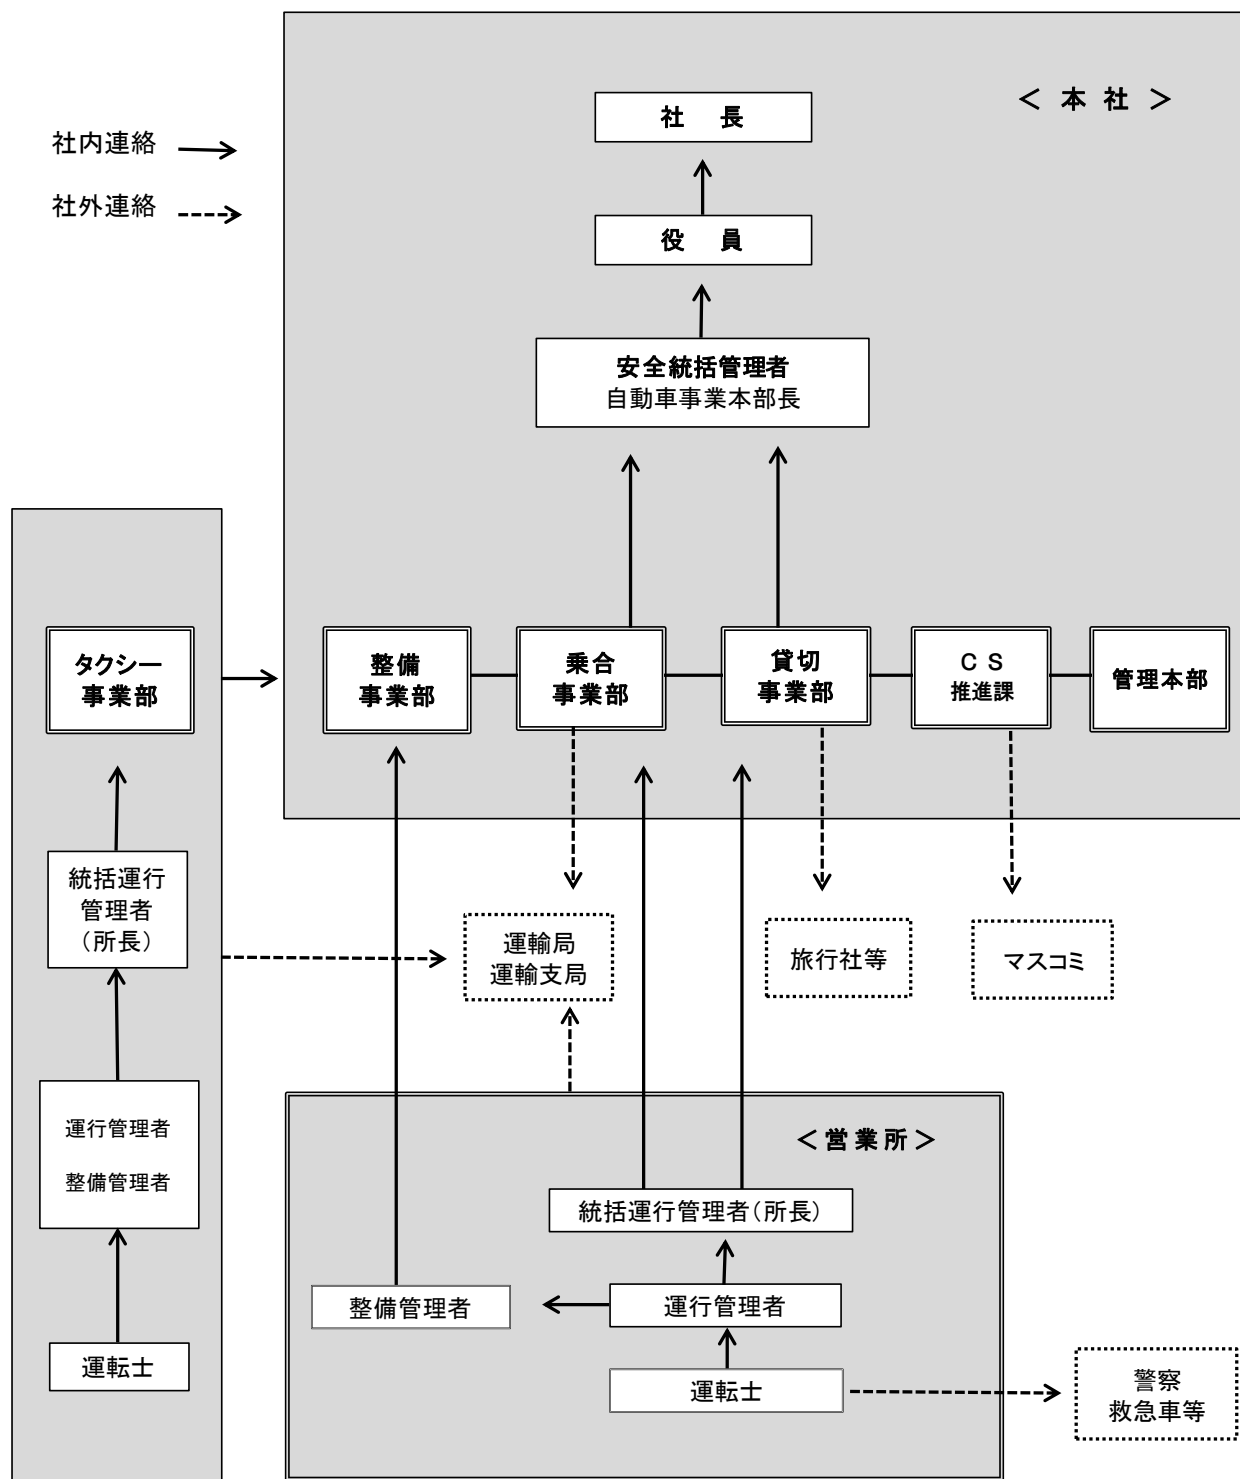 ＜ 本 社 ＞
社 長
社内連絡
社外連絡
役 員
安全統括管理者
自動車事業本部長
タクシー
事業部
整備
事業部
乗合
事業部
貸切
事業部
ＣＳ
推進課
管理本部
統括運行
管理者
（所長）
運輸局
運輸支局
旅行社等
マスコミ
運行管理者
整備管理者
＜営業所＞
統括運行管理者（所長）
整備管理者
運行管理者
運転士
運転士
警察
救急車等